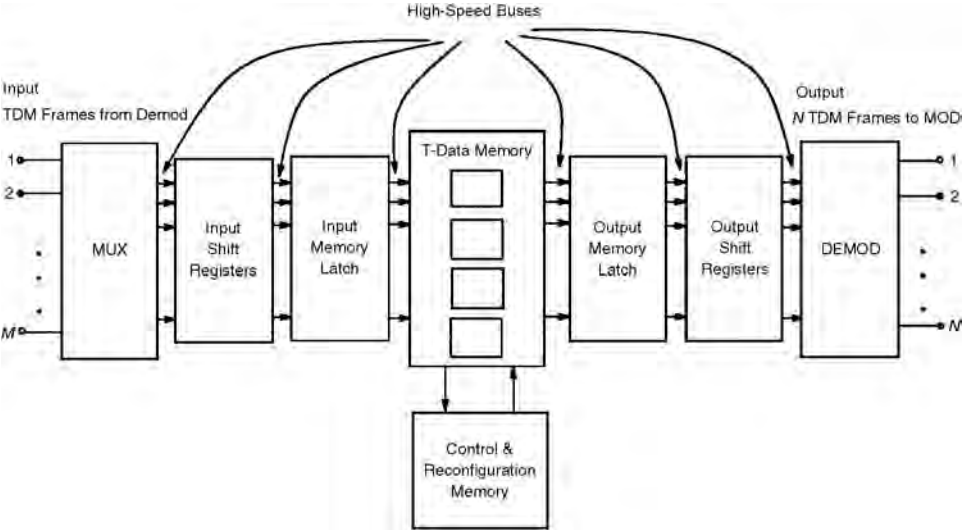 High-Speed Buses
Input
TDM Frames from Demod
Output
N TDM Frames to MOD
T-Data Memory
1
2
M
MUX
Input
Shift
Registers
Input
Memory
Latch
Output
Memory
Latch
Output
Shift
Registers
DEMOD
1
2
N
Control &
Reconfiguration
Memory